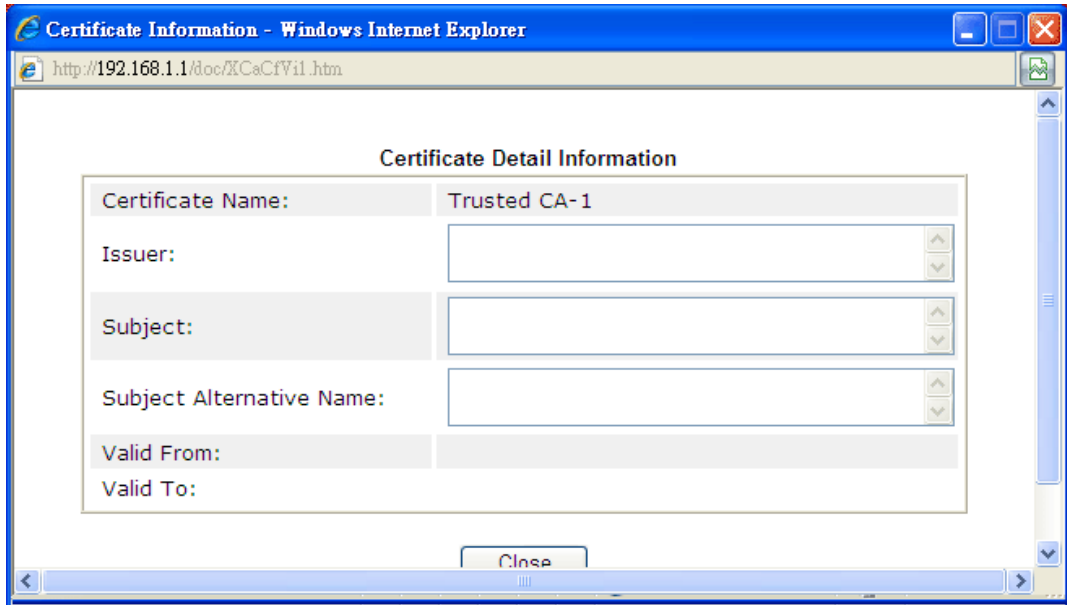 Certificate Information - Windows Internet Explorer
http://192.168.1.1/doc/XCaCfVi1.htm
Certificate Detail Information
Certificate Name: Trusted CA-1
Issuer:
Subject:
Subject Alternative Name:
Valid From:
Valid To:
Close